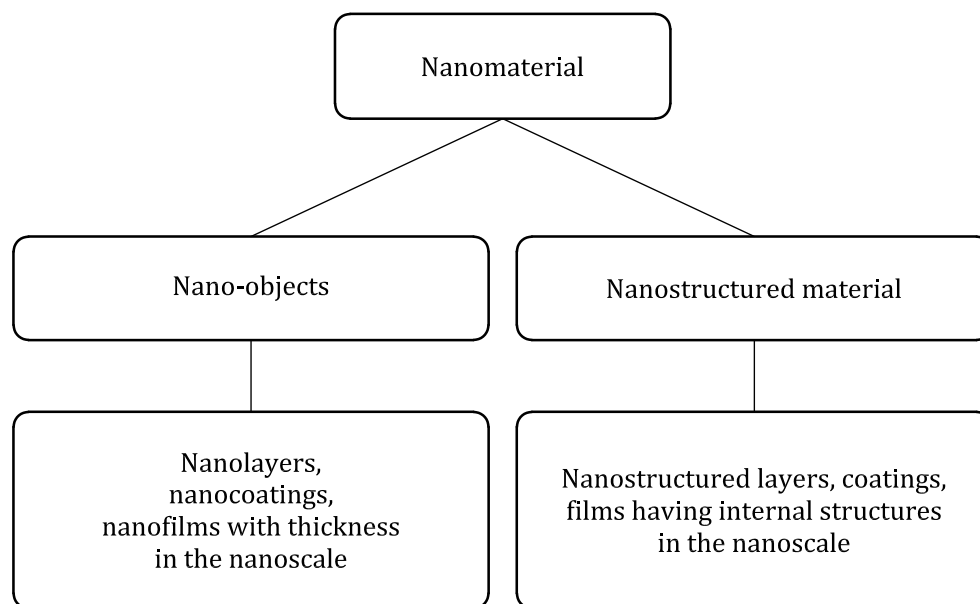 Nanomaterial
Nano-objects
Nanostructured material
Nanolayers,
nanocoatings,
nanofilms with thickness
in the nanoscale
Nanostructured layers, coatings,
films having internal structures
in the nanoscale